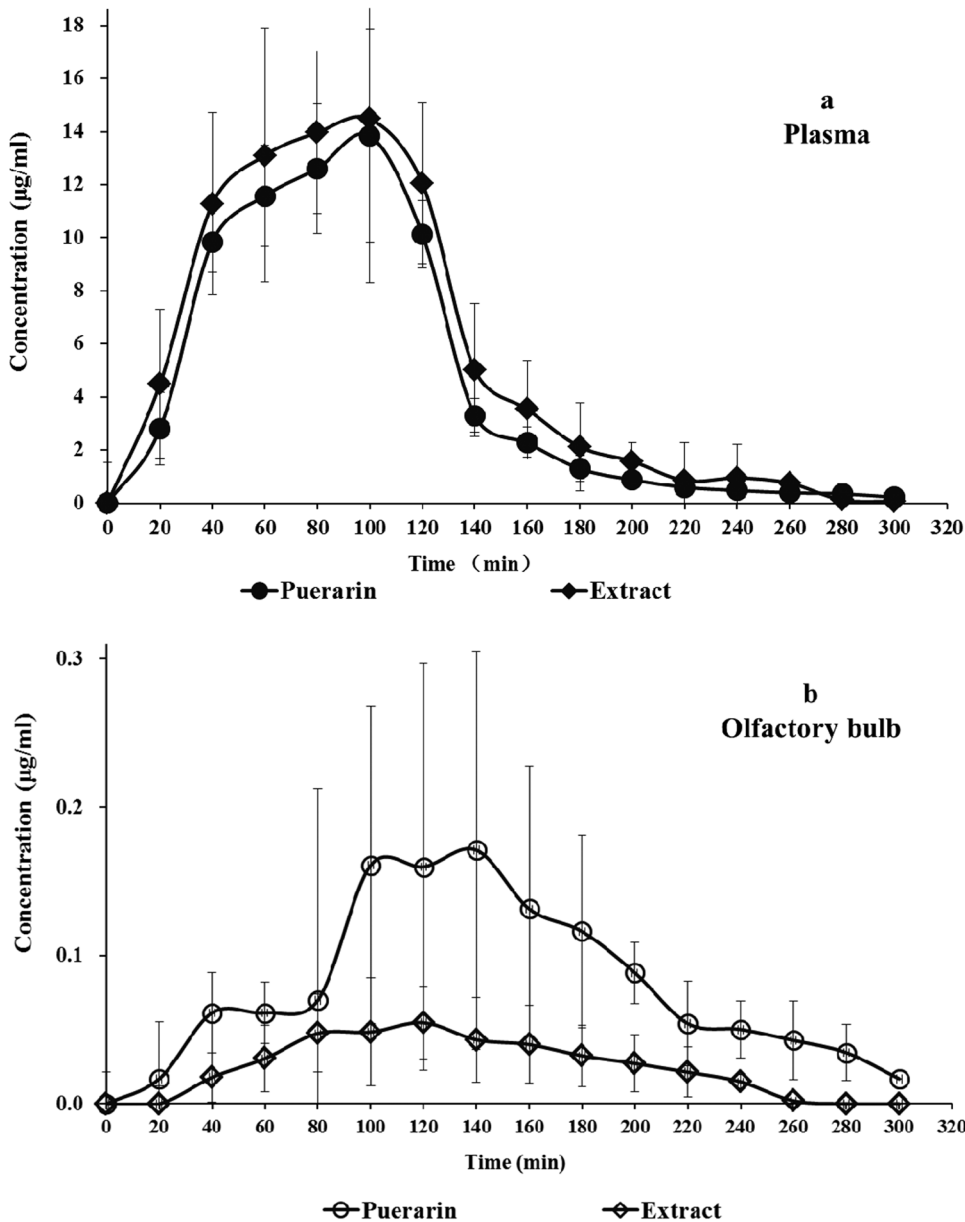 18
16
14
12
10
8
6
4
2
0
Concentration (µg/ml)
a
Plasma
0 20 40 60 80 100 120 140 160 180 200 220 240 260 280 300 320
Time （min）
Puerarin Extract
0.3
0.2
0.1
0.0
Concentration (µg/ml)
b
Olfactory bulb
0 20 40 60 80 100 120 140 160 180 200 220 240 260 280 300 320
Time (min)
Puerarin Extract